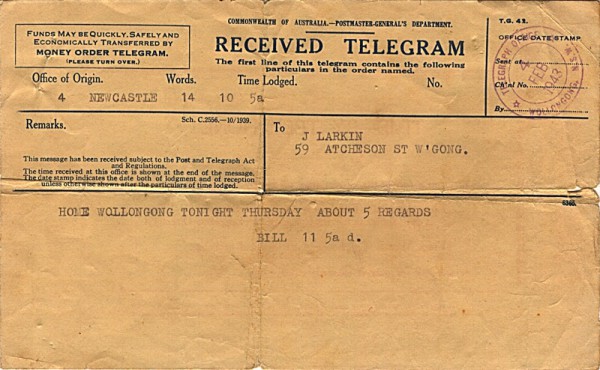 COMMONWEALTH OF AUSTRALIA.—POSTMASTER-GENERAL'S DEPARTMENT.
T.G. 43.
FUNDS MAY BE QUICKLY, SAFELY AND
ECONOMICALLY TRANSFERRED BY
MONEY ORDER TELEGRAM.
(PLEASE TURN OVER.)
RECEIVED TELEGRAM
The first line of this telegram contains the following
particulars in the order named.
OFFICE DATE STAMP
Sent at
Ch'nl No.
By
FEB
WOLLONGONG
Office of Origin. Words. Time Lodged. No.
4 NEWCASTLE 14 10 5a
Remarks.
Sch. C.2556.—10/1939.
To
J LARKIN
59 ATCHESON ST W'GONG.
This message has been received subject to the Post and Telegraph Act
and Regulations.
The time received at this office is shown at the end of the message.
The date stamp indicates the date both of lodgment and of reception
unless otherwise shown after the particulars of time lodged.
HOME WOLLONGONG TONIGHT THURSDAY ABOUT 5 REGARDS
BILL 11 5a d.